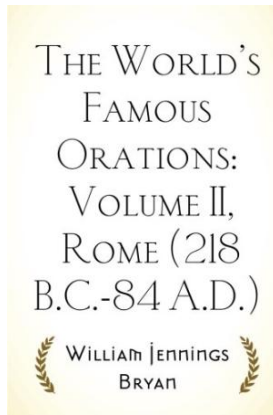 The World's
Famous
Orations:
Volume II,
Rome (218
B.C.-84 A.D.)
William Jennings
Bryan